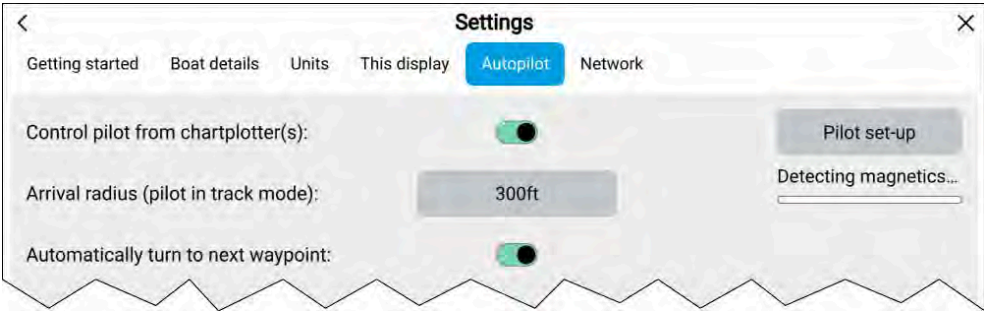 Settings
Getting started Boat details Units This display Autopilot Network
Control pilot from chartplotter(s): Pilot set-up
Detecting magnetics...
Arrival radius (pilot in track mode): 300ft
Automatically turn to next waypoint: